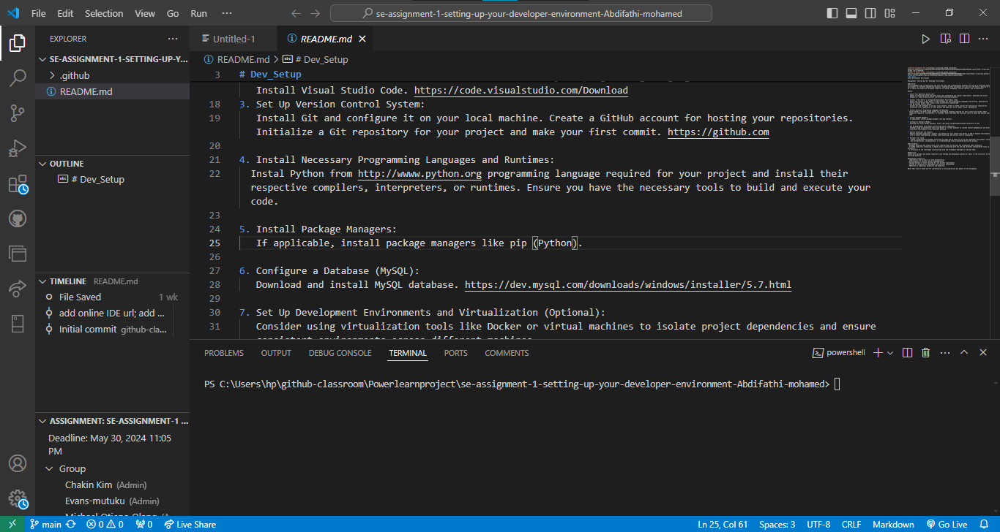 File Edit Selection View Go Run ···
se-assignment-1-setting-up-your-developer-environment-Abdifathi-mohamed
EXPLORER ···
SE-ASSIGNMENT-1-SETTING-UP-Y...
.github
README.md
OUTLINE
abc # Dev_Setup
TIMELINE README.md
File Saved 1 wk
add online IDE url; add ...
Initial commit github-cla...
ASSIGNMENT: SE-ASSIGNMENT-1 ...
Deadline: May 30, 2024 11:05
PM
Group
Chakin Kim (Admin)
Evans-mutuku (Admin)
Untitled-1
README.md
README.md > abc # Dev_Setup
3 # Dev_Setup
Install Visual Studio Code. https://code.visualstudio.com/Download
18 3. Set Up Version Control System:
19 Install Git and configure it on your local machine. Create a GitHub account for hosting your repositories.
Initialize a Git repository for your project and make your first commit. https://github.com
20
21 4. Install Necessary Programming Languages and Runtimes:
22 Instal Python from http://wwww.python.org programming language required for your project and install their
respective compilers, interpreters, or runtimes. Ensure you have the necessary tools to build and execute your
code.
23
24 5. Install Package Managers:
25 If applicable, install package managers like pip (Python).
26
27 6. Configure a Database (MySQL):
28 Download and install MySQL database. https://dev.mysql.com/downloads/windows/installer/5.7.html
29
30 7. Set Up Development Environments and Virtualization (Optional):
31 Consider using virtualization tools like Docker or virtual machines to isolate project dependencies and ensure
PROBLEMS OUTPUT DEBUG CONSOLE TERMINAL PORTS COMMENTS
powershell
PS C:\Users\hp\github-classroom\Powerlearnproject\se-assignment-1-setting-up-your-developer-environment-Abdifathi-mohamed>
main 0 0 0 Live Share
Ln 25, Col 61 Spaces: 3 UTF-8 CRLF Markdown Go Live